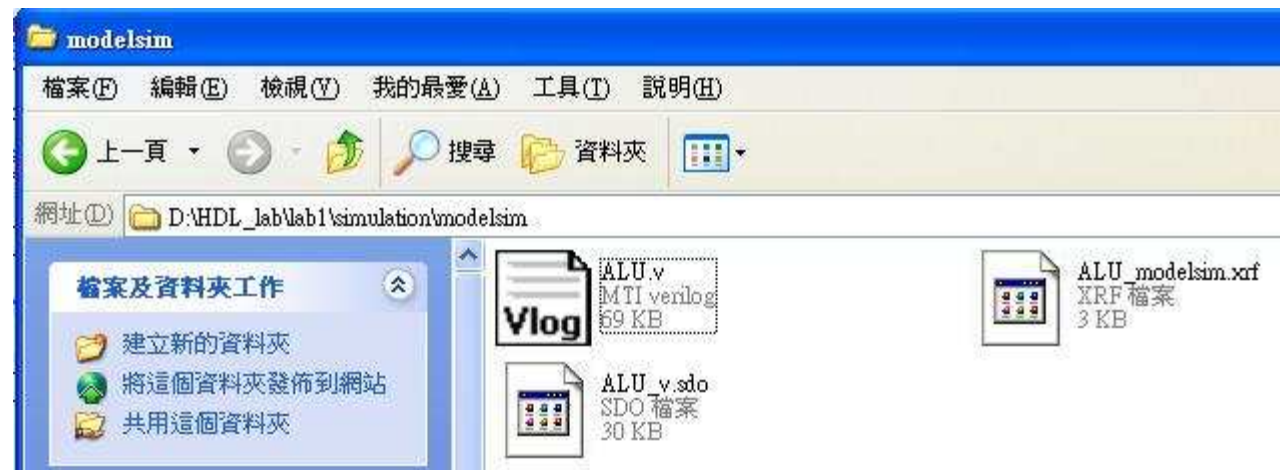 modelsim
檔案(F) 編輯(E) 檢視(V) 我的最愛(A) 工具(T) 說明(H)
上一頁 搜尋 資料夾
網址(D) D:\HDL_lab\lab1\simulation\modelsim
檔案及資料夾工作
建立新的資料夾
將這個資料夾發佈到網站
共用這個資料夾
Vlog
ALU.v
MTI verilog
69 KB
ALU_modelsim.xrf
XRF 檔案
3 KB
ALU_v.sdo
SDO 檔案
30 KB